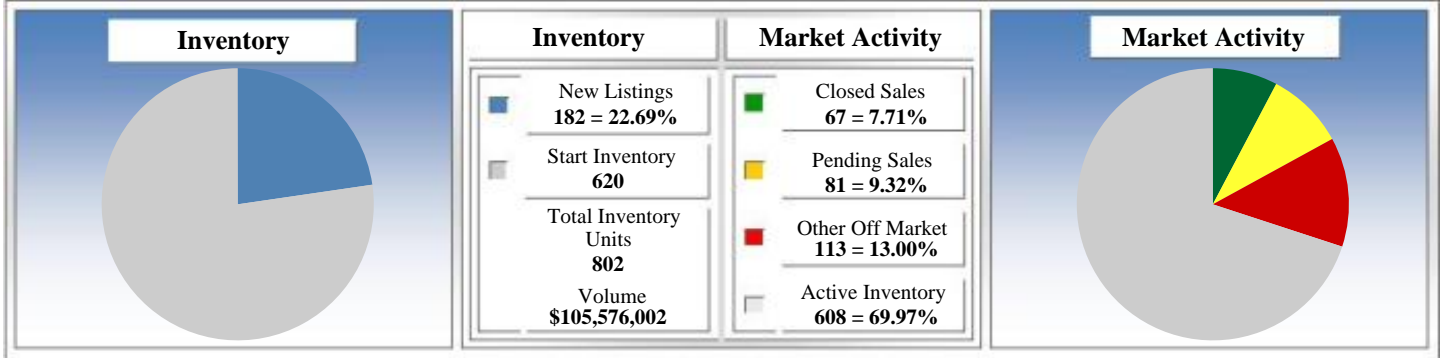 Inventory
Inventory
Market Activity
Market Activity
New Listings
182 = 22.69%
Start Inventory
620
Total Inventory
Units
802
Volume
$105,576,002
Closed Sales
67 = 7.71%
Pending Sales
81 = 9.32%
Other Off Market
113 = 13.00%
Active Inventory
608 = 69.97%